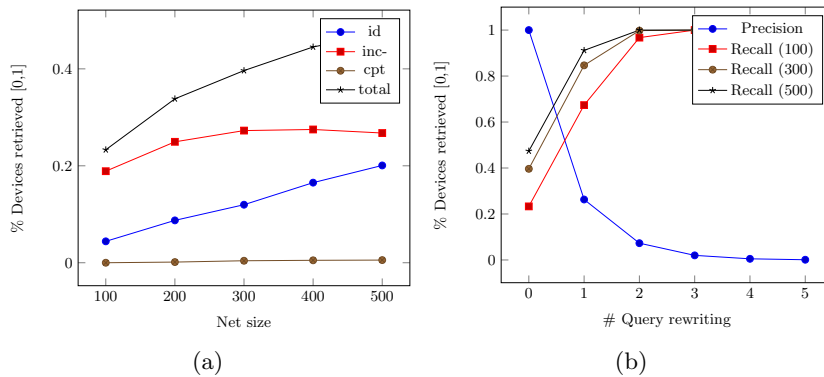 % Devices retrieved [0,1]
0.4
0.2
0
100 200 300 400 500
Net size
id
inc-
cpt
total
(a)
% Devices retrieved [0,1]
1
0.8
0.6
0.4
0.2
0
0 1 2 3 4 5
# Query rewriting
Precision
Recall (100)
Recall (300)
Recall (500)
(b)